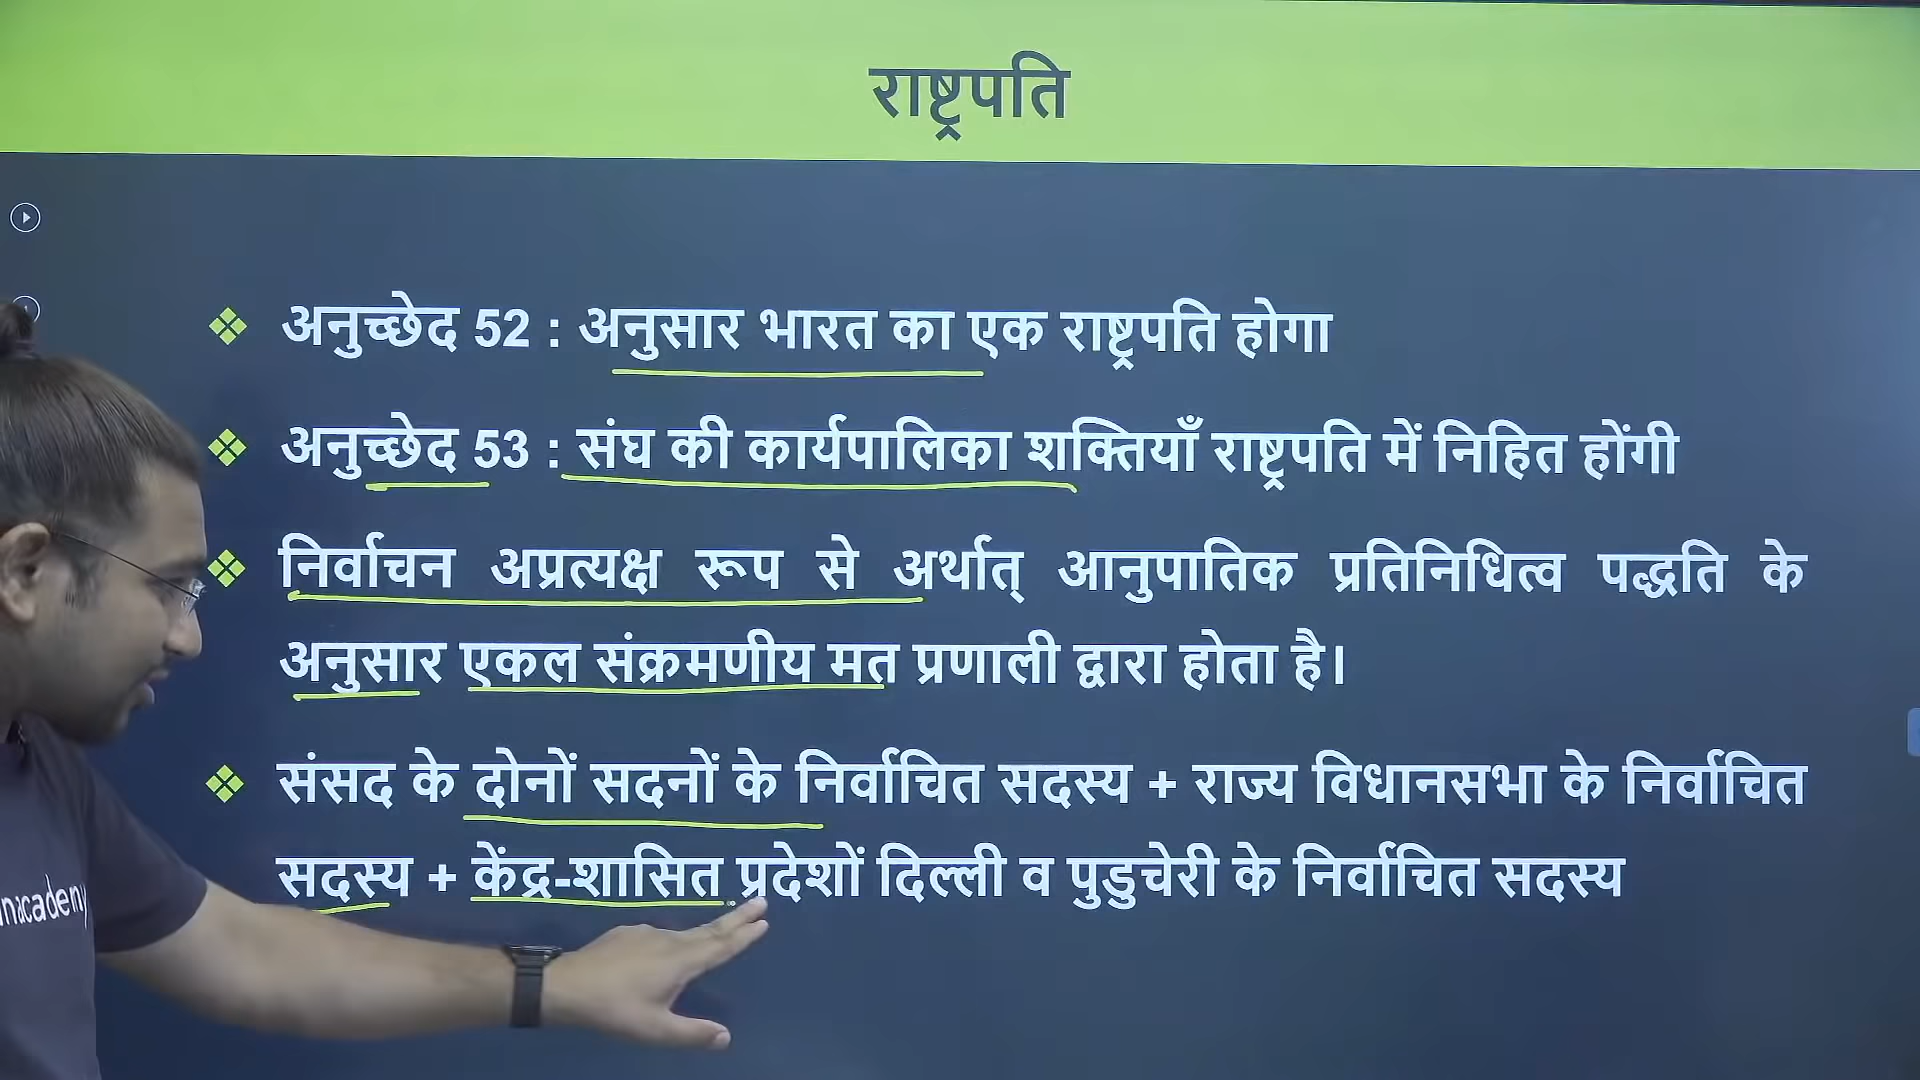 राष्ट्रपति
अनुच्छेद 52 : अनुसार भारत का एक राष्ट्रपति होगा
अनुच्छेद 53 : संघ की कार्यपालिका शक्तियाँ राष्ट्रपति में निहित होंगी
निर्वाचन अप्रत्यक्ष रूप से अर्थात् आनुपातिक प्रतिनिधित्व पद्धति के
अनुसार एकल संक्रमणीय मत प्रणाली द्वारा होता है।
संसद के दोनों सदनों के निर्वाचित सदस्य + राज्य विधानसभा के निर्वाचित
सदस्य + केंद्र-शासित प्रदेशों दिल्ली व पुडुचेरी के निर्वाचित सदस्य
nacademy